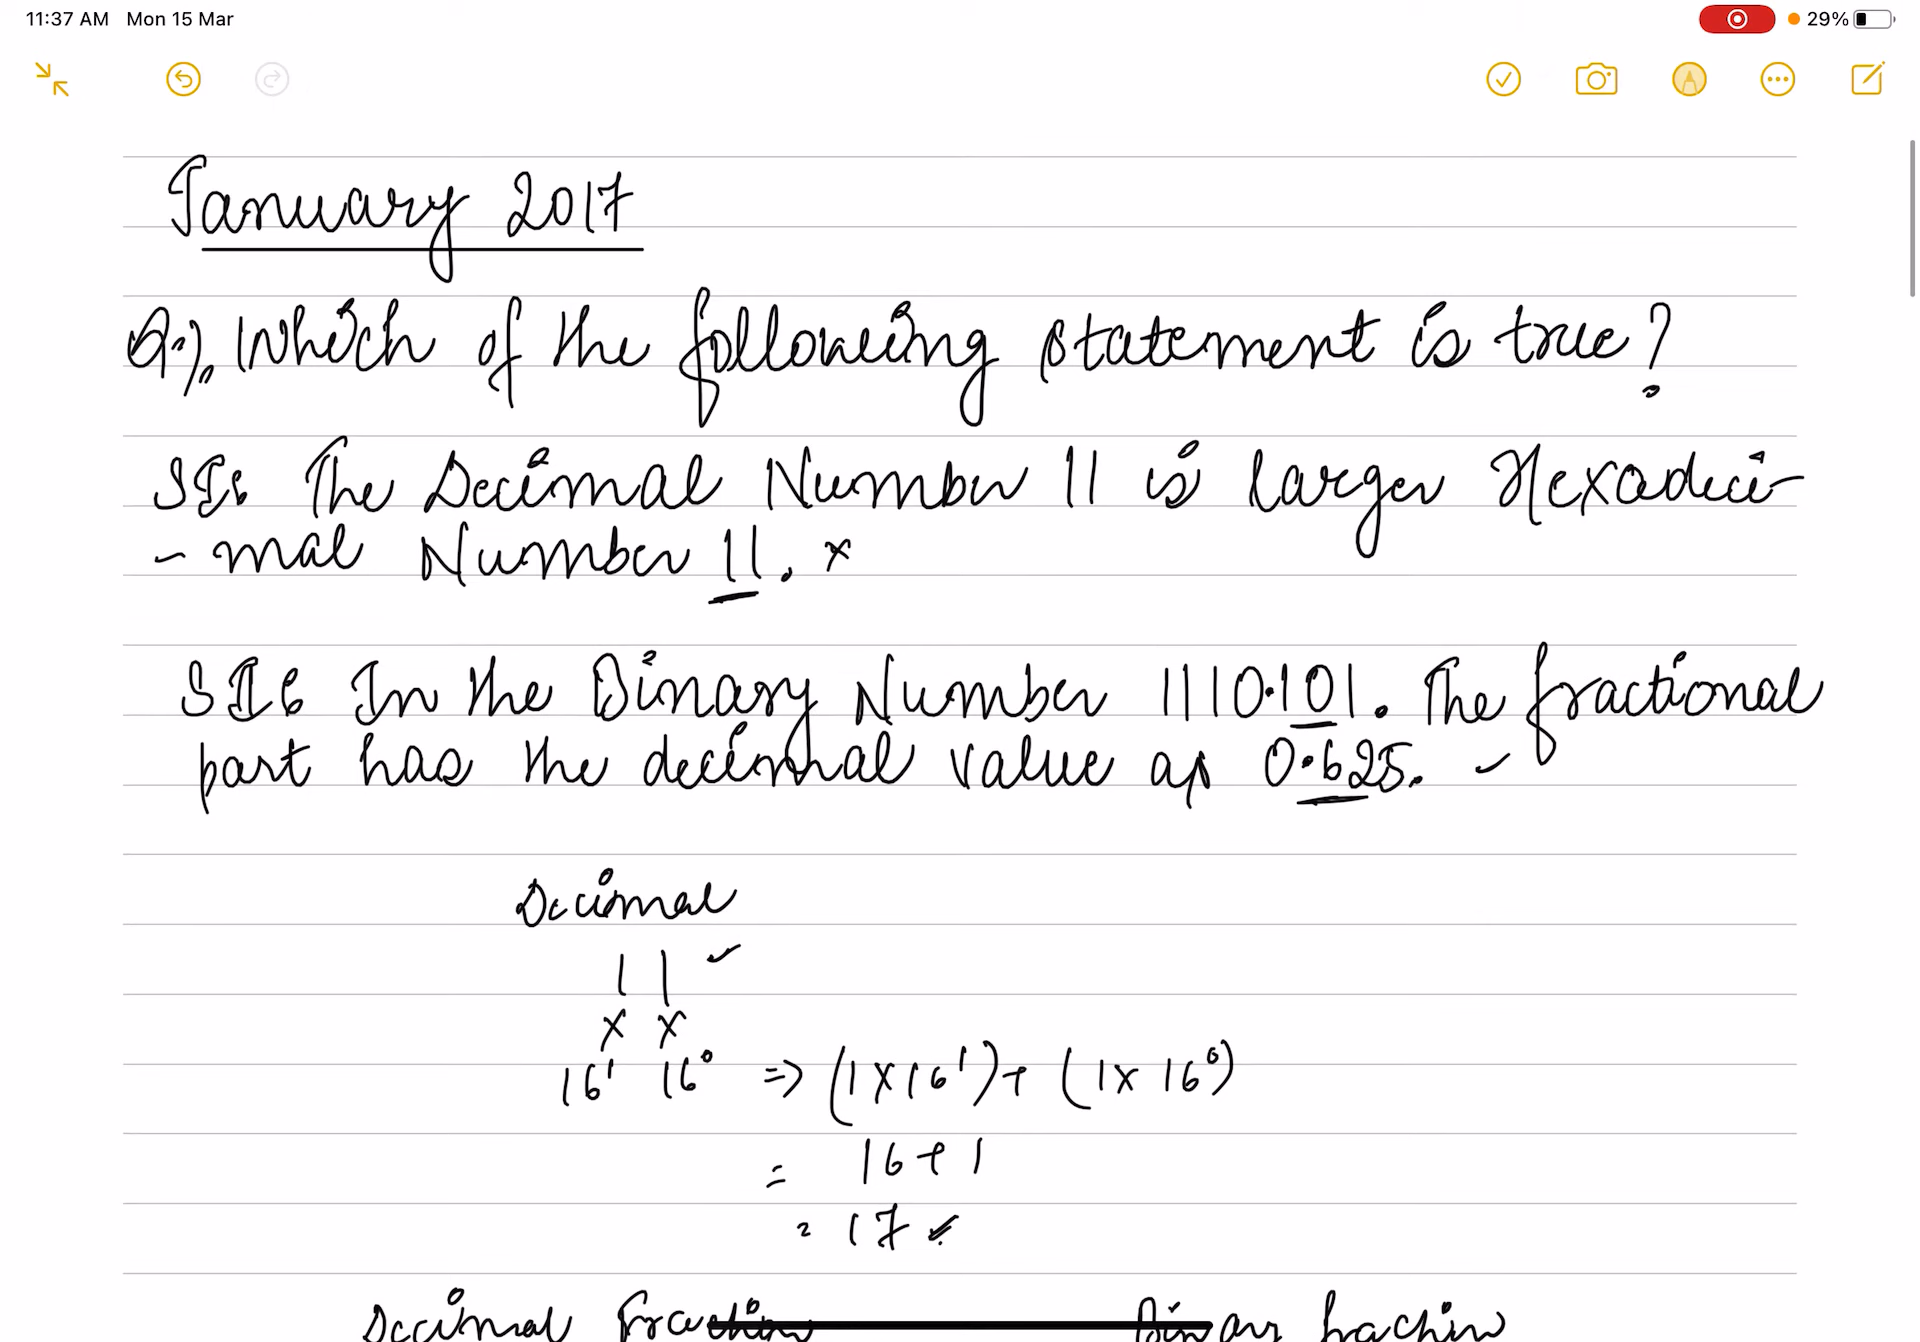 11:37 AM Mon 15 Mar
29%
January 2017
Q:). Which of the following statement is true?
SI: The Decimal Number 11 is larger Hexadeci-
- mal Number 11. ×
SII: In the Binary Number 1110.101. The fractional
part has the decimal value as 0.625. ✓
Decimal
11 ✓
× ×
16¹ 16⁰ => (1×16¹)+ (1× 16⁰)
= 16+1
= 17 ✓
Decimal Fraction Binary fraction